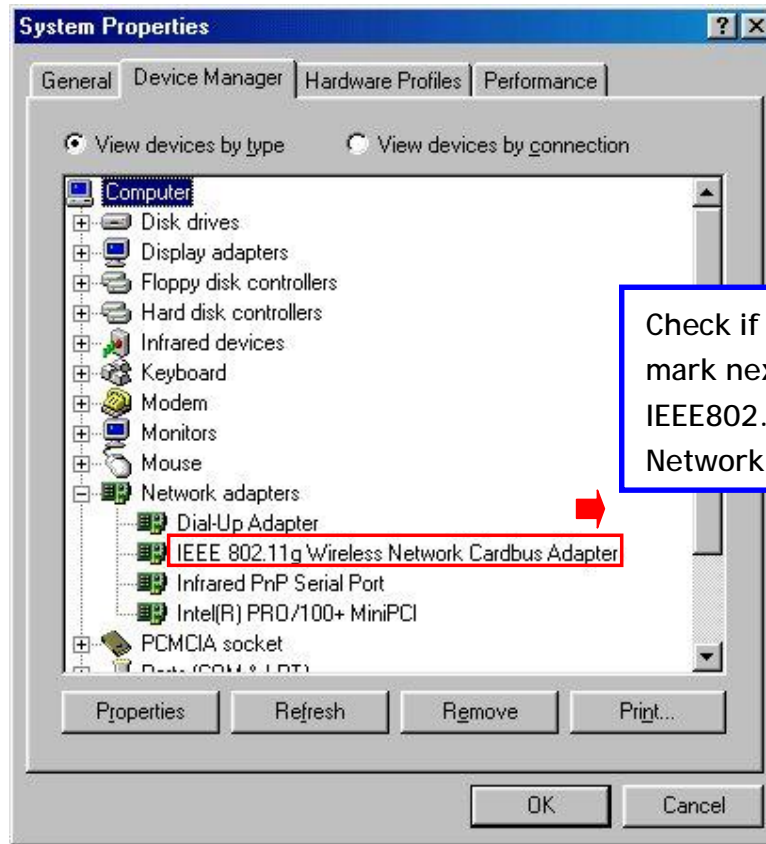 System Properties
General Device Manager Hardware Profiles Performance
View devices by type View devices by connection
Computer
Disk drives
Display adapters
Floppy disk controllers
Hard disk controllers
Infrared devices
Keyboard
Modem
Monitors
Mouse
Network adapters
Dial-Up Adapter
IEEE 802.11g Wireless Network Cardbus Adapter
Infrared PnP Serial Port
Intel(R) PRO/100+ MiniPCI
PCMCIA socket
Check if
mark nex
IEEE802.
Network
Properties Refresh Remove Print...
OK Cancel